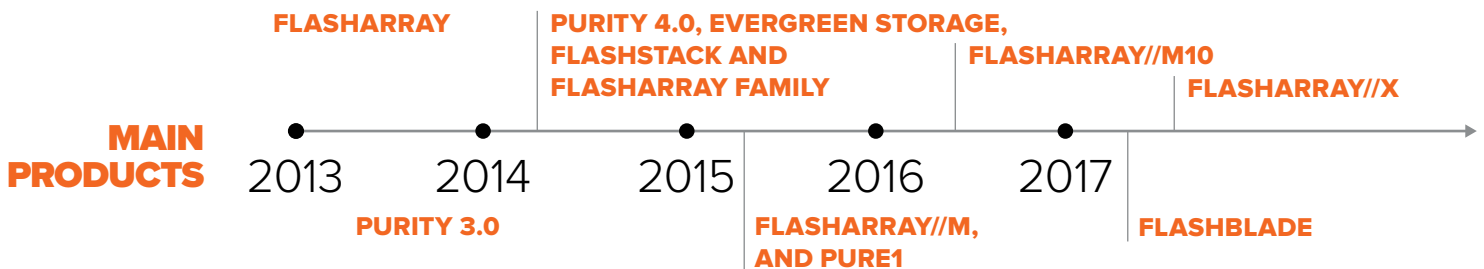 FLASHARRAY
PURITY 4.0, EVERGREEN STORAGE,
FLASHSTACK AND
FLASHARRAY FAMILY
FLASHARRAY//M10
FLASHARRAY//X
MAIN
PRODUCTS
2013
2014
2015
2016
2017
PURITY 3.0
FLASHARRAY//M,
AND PURE1
FLASHBLADE